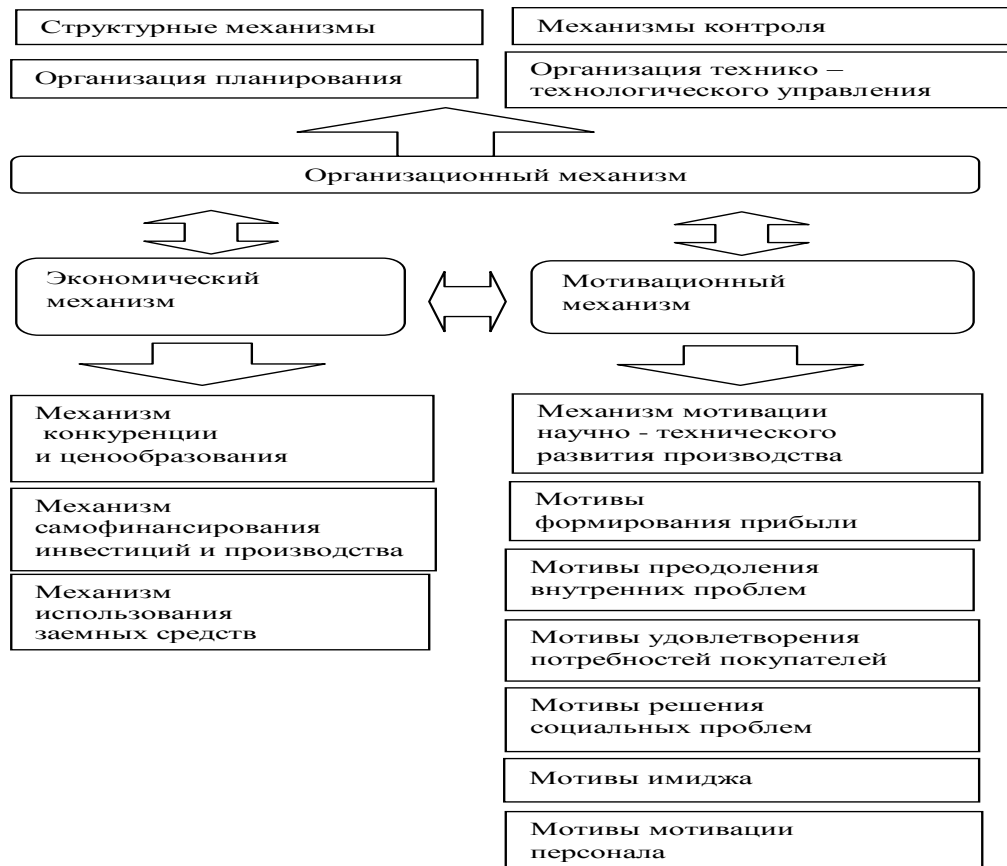 Структурные механизмы
Механизмы контроля
Организация планирования
Организация технико –
технологического управления
Организационный механизм
Экономический
механизм
Мотивационный
механизм
Механизм
конкуренции
и ценообразования
Механизм
самофинансирования
инвестиций и производства
Механизм
использования
заемных средств
Механизм мотивации
научно - технического
развития производства
Мотивы
формирования прибыли
Мотивы преодоления
внутренних проблем
Мотивы удовлетворения
потребностей покупателей
Мотивы решения
социальных проблем
Мотивы имиджа
Мотивы мотивации
персонала